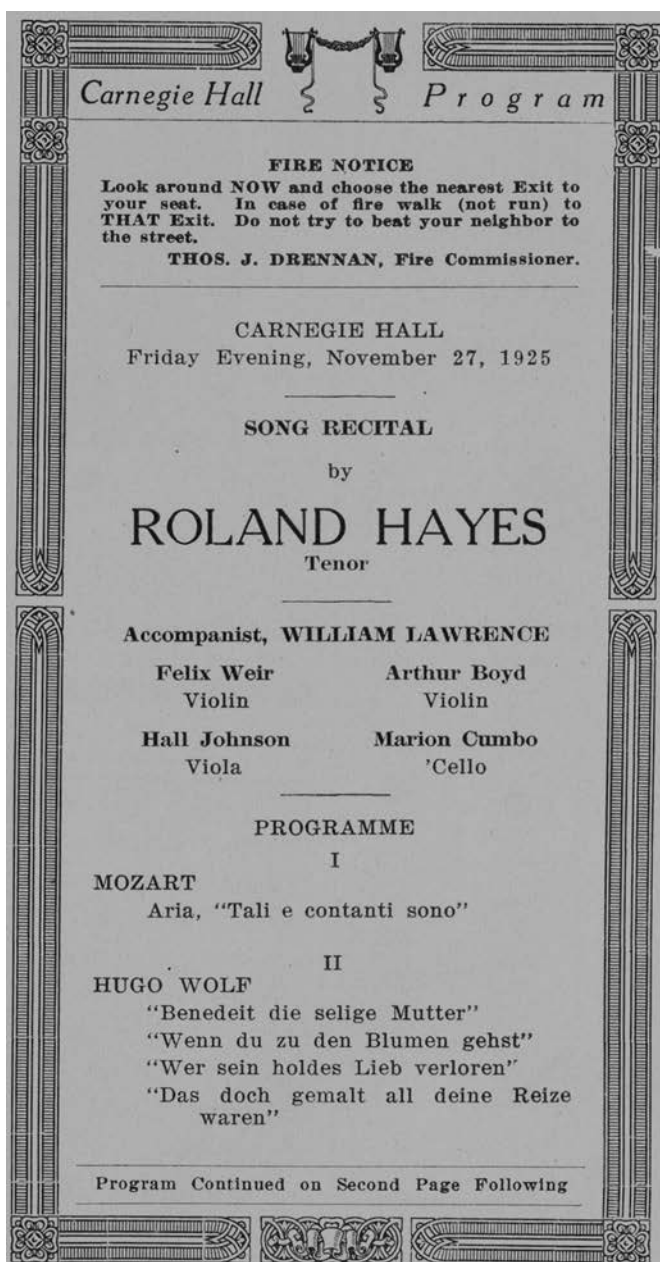 Carnegie Hall Program
FIRE NOTICE
Look around NOW and choose the nearest Exit to
your seat. In case of fire walk (not run) to
THAT Exit. Do not try to beat your neighbor to
the street.
THOS. J. DRENNAN, Fire Commissioner.
CARNEGIE HALL
Friday Evening, November 27, 1925
SONG RECITAL
by
ROLAND HAYES
Tenor
Accompanist, WILLIAM LAWRENCE
Felix Weir Arthur Boyd
Violin Violin
Hall Johnson Marion Cumbo
Viola 'Cello
PROGRAMME
I
MOZART
Aria, "Tali e contanti sono"
II
HUGO WOLF
"Benedeit die selige Mutter"
"Wenn du zu den Blumen gehst"
"Wer sein holdes Lieb verloren"
"Das doch gemalt all deine Reize
waren"
Program Continued on Second Page Following